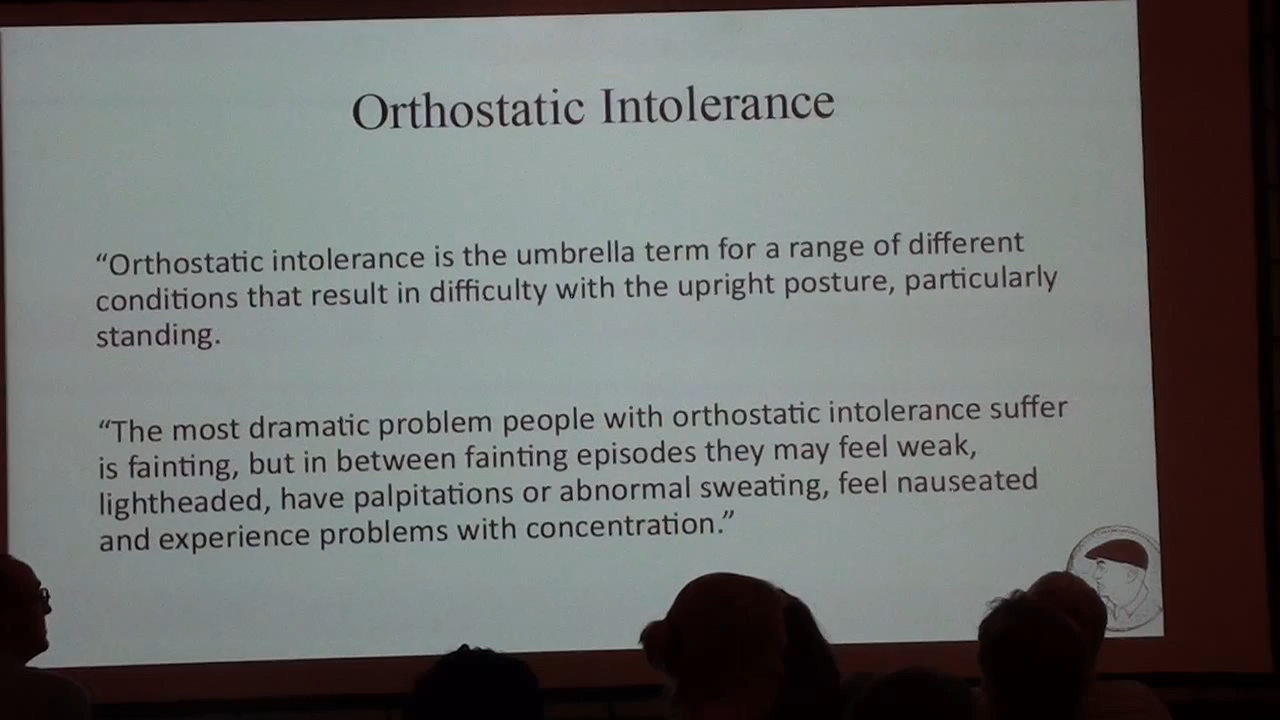 Orthostatic Intolerance
“Orthostatic intolerance is the umbrella term for a range of different
conditions that result in difficulty with the upright posture, particularly
standing.
“The most dramatic problem people with orthostatic intolerance suffer
is fainting, but in between fainting episodes they may feel weak,
lightheaded, have palpitations or abnormal sweating, feel nauseated
and experience problems with concentration.”